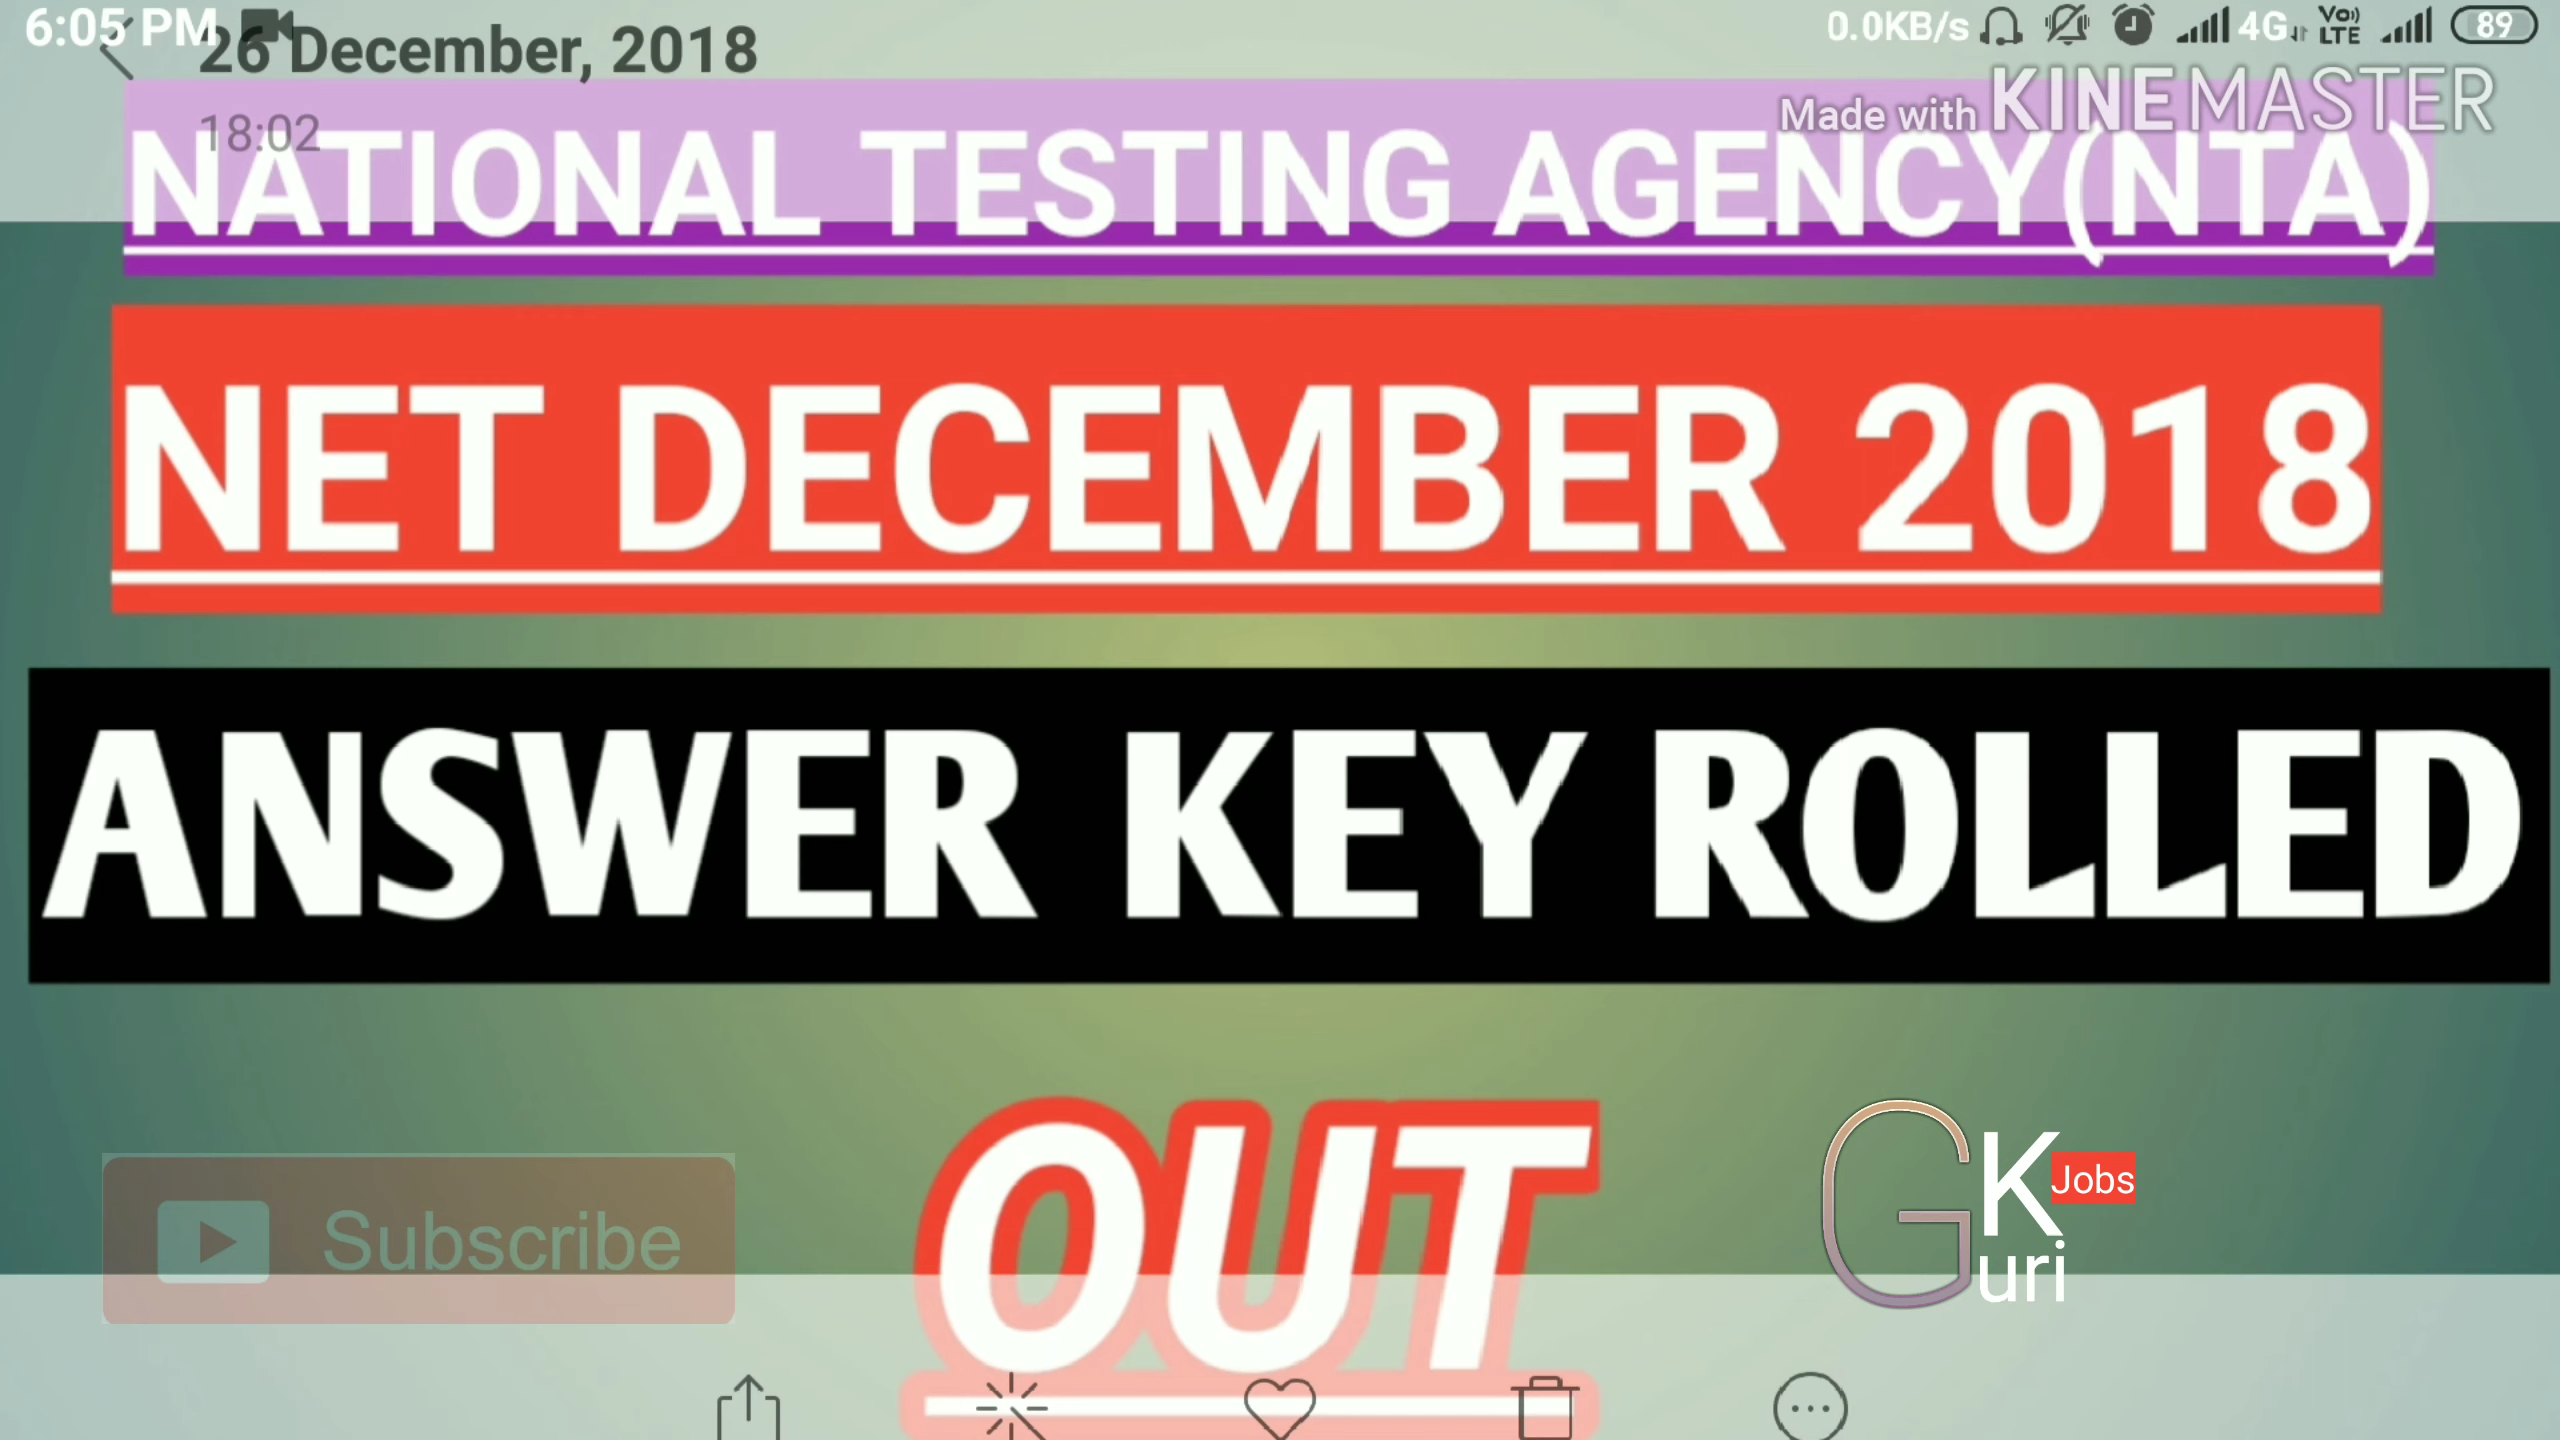 6:05 PM
0.0KB/s
4G
Vo)
LTE
89
26 December, 2018
18:02
Made with KINEMASTER
NATIONAL TESTING AGENCY(NTA)
NET DECEMBER 2018
ANSWER KEY ROLLED
OUT
Subscribe
GK
Jobs
uri